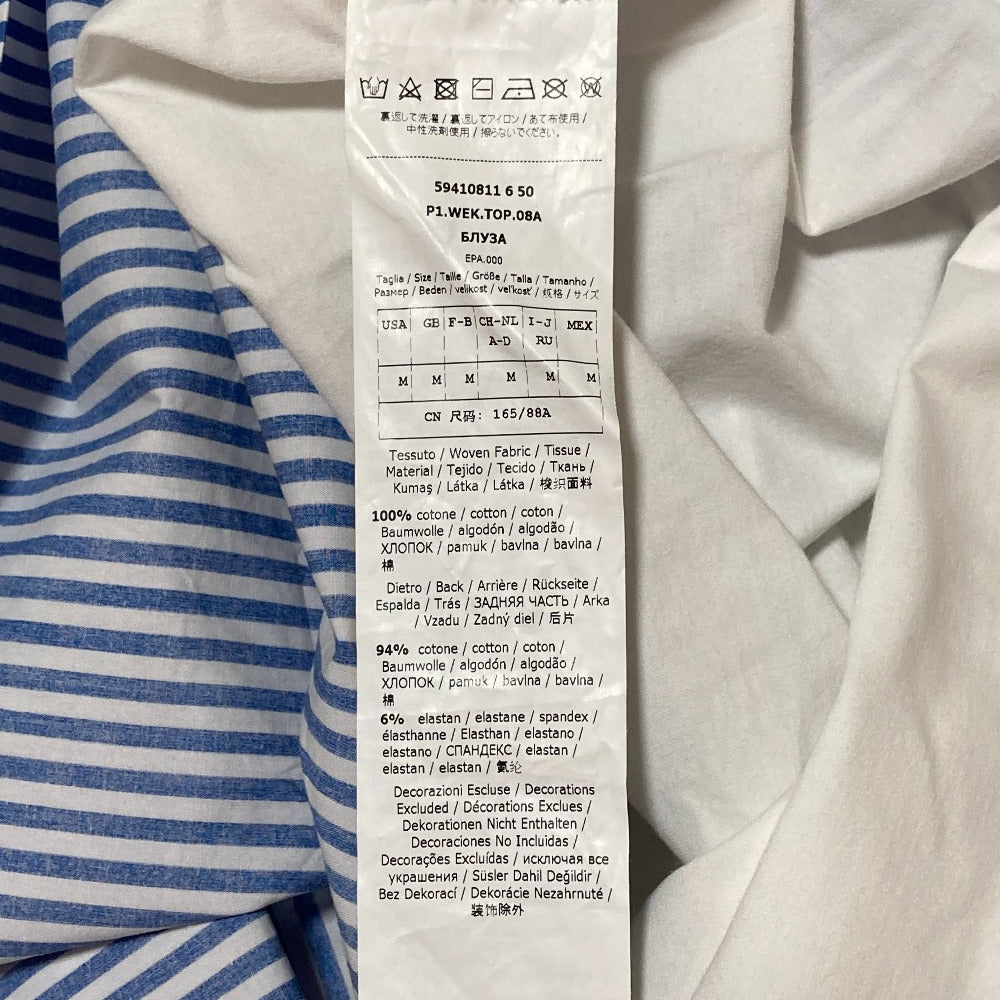 裏返して洗濯 / 裏返してアイロン / あて布使用 /
中性洗剤使用 / 擦らないでください。
59410811 6 50
P1.WEK.TOP.08A
БЛУЗА
EPA.000
Taglia / Size / Taille / Größe / Talla / Tamanho /
Размер / Beden / velikost / veľkosť / 规格 / サイズ
USA GB F-B CH-NL I-J MEX
A-D RU
M M M M M M
CN 尺码: 165/88A
Tessuto / Woven Fabric / Tissue /
Material / Tejido / Tecido / Ткань /
Kumaş / Látka / Látka / 梭织面料
100% cotone / cotton / coton /
Baumwolle / algodón / algodão /
ХЛОПОК / pamuk / bavlna / bavlna /
棉
Dietro / Back / Arrière / Rückseite /
Espalda / Trás / ЗАДНЯЯ ЧАСТЬ / Arka
/ Vzadu / Zadný diel / 后片
94% cotone / cotton / coton /
Baumwolle / algodón / algodão /
ХЛОПОК / pamuk / bavlna / bavlna /
棉
6% elastan / elastane / spandex /
élasthanne / Elasthan / elastano /
elastano / СПАНДЕКС / elastan /
elastan / elastan / 氨纶
Decorazioni Escluse / Decorations
Excluded / Décorations Exclues /
Dekorationen Nicht Enthalten /
Decoraciones No Incluidas /
Decorações Excluídas / исключая все
украшения / Süsler Dahil Değildir /
Bez Dekorací / Dekorácie Nezahrnuté /
装饰除外